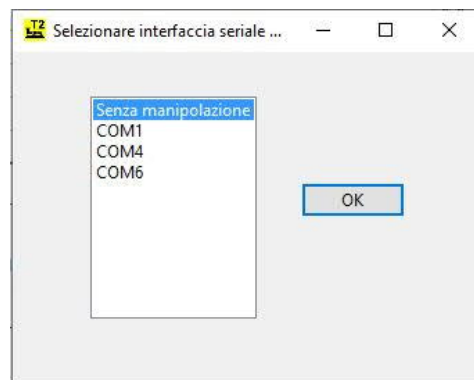 T2
Selezionare interfaccia seriale ...
Senza manipolazione
COM1
COM4
COM6
OK